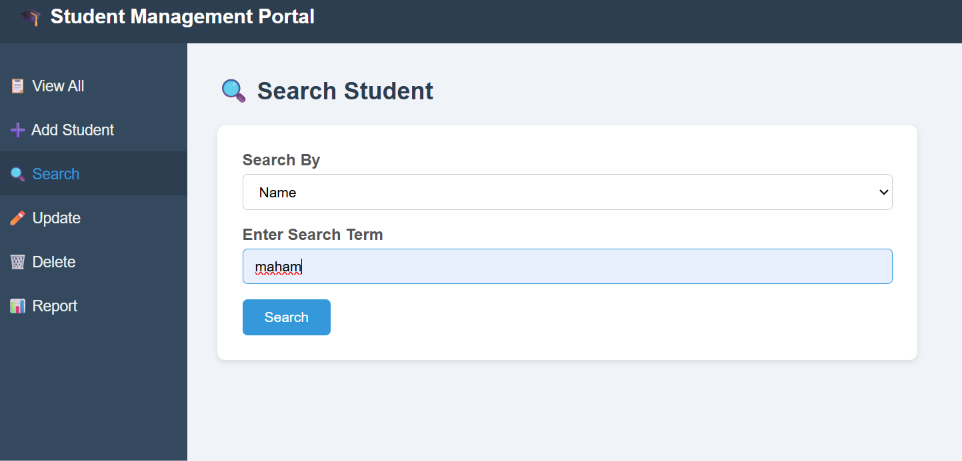 Student Management Portal
View All
Add Student
Search
Update
Delete
Report
Search Student
Search By
Name
Enter Search Term
maham
Search